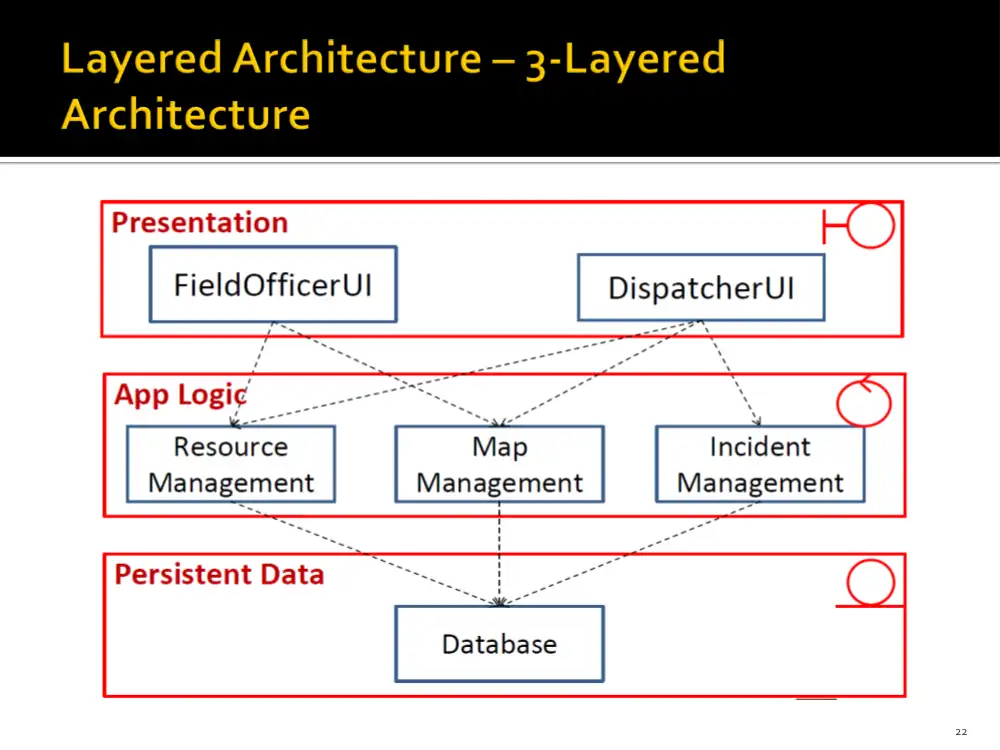 Layered Architecture – 3-Layered
Architecture
Presentation
FieldOfficerUI
DispatcherUI
App Logic
Resource
Management
Map
Management
Incident
Management
Persistent Data
Database
22